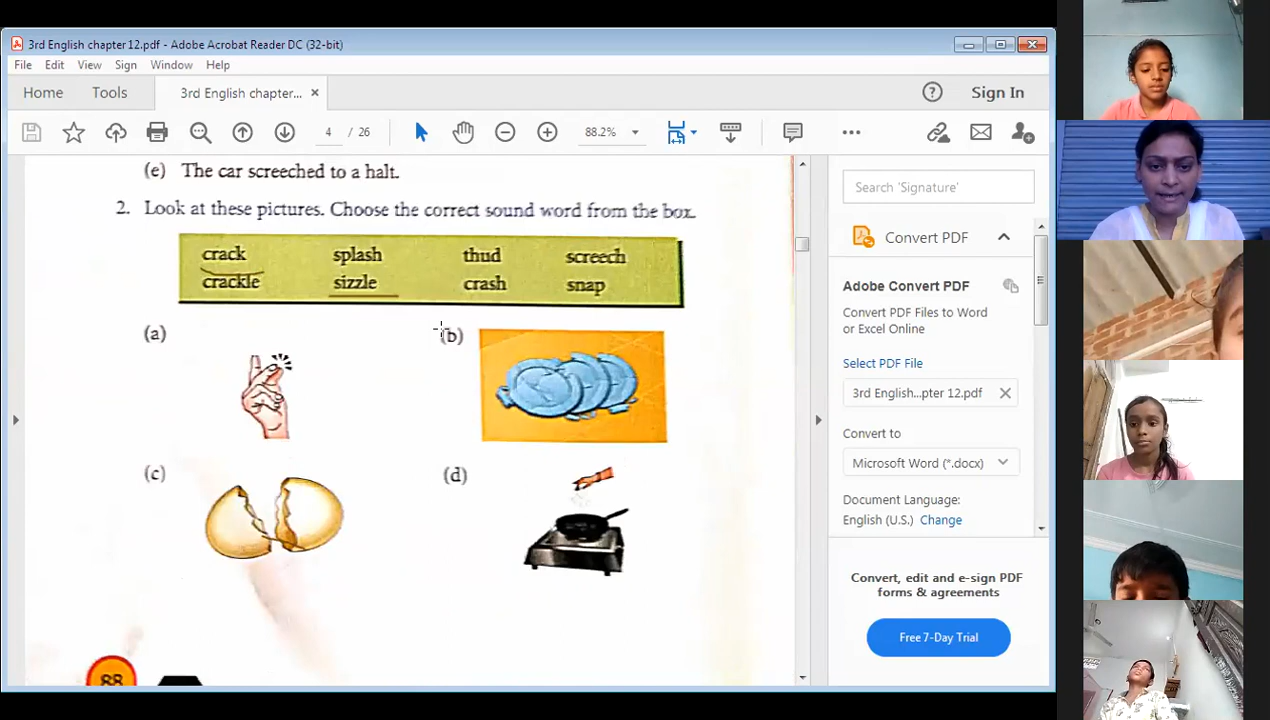 3rd English chapter 12.pdf - Adobe Acrobat Reader DC (32-bit)
File Edit View Sign Window Help
Home Tools 3rd English chapter... ×
Sign In
4 / 26
88.2%
(e) The car screeched to a halt.
2. Look at these pictures. Choose the correct sound word from the box.
crack splash thud screech
crackle sizzle crash snap
(a)
(b)
(c)
(d)
88
Search 'Signature'
Convert PDF
Adobe Convert PDF
Convert PDF Files to Word
or Excel Online
Select PDF File
3rd English...pter 12.pdf ×
Convert to
Microsoft Word (*.docx)
Document Language:
English (U.S.) Change
Convert, edit and e-sign PDF
forms & agreements
Free 7-Day Trial